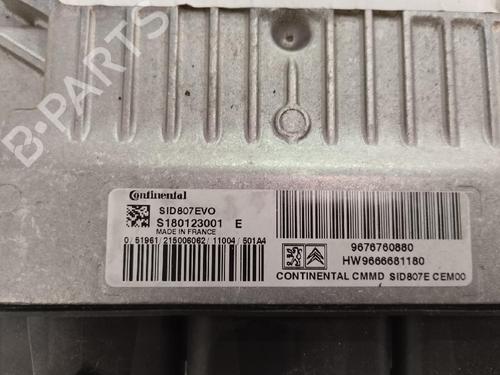 B-PARTS
Continental
SID807EVO
S180123001 E
MADE IN FRANCE
0 51961 215006062 11004 501A4
9676760880
HW9666681180
CONTINENTAL CMMD SID807E CEM00